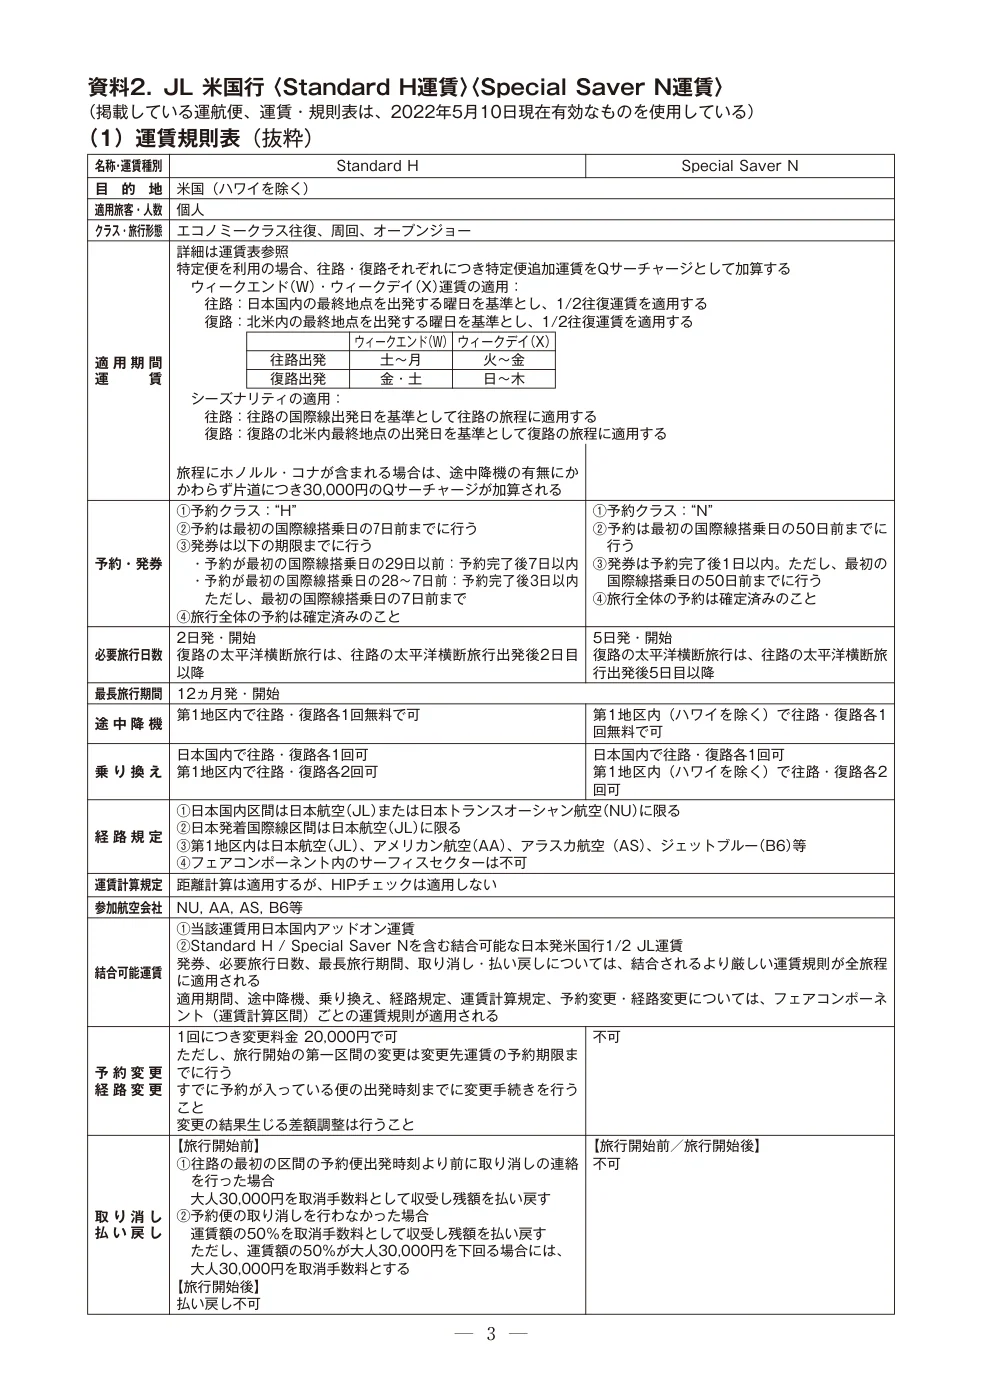 資料2. JL 米国行〈Standard H運賃〉〈Special Saver N運賃〉
（掲載している運航便、運賃・規則表は、2022年5月10日現在有効なものを使用している）
（1）運賃規則表（抜粋）
名称・運賃種別 Standard H Special Saver N
目的地 米国（ハワイを除く）
適用旅客・人数 個人
クラス・旅行形態 エコノミークラス往復、周回、オープンジョー
適用期間
運賃
詳細は運賃表参照
特定便を利用の場合、往路・復路それぞれにつき特定便追加運賃をQサーチャージとして加算する
ウィークエンド(W)・ウィークデイ(X)運賃の適用：
往路：日本国内の最終地点を出発する曜日を基準とし、1/2往復運賃を適用する
復路：北米内の最終地点を出発する曜日を基準とし、1/2往復運賃を適用する
ウィークエンド(W) ウィークデイ(X)
往路出発 土～月 火～金
復路出発 金・土 日～木
シーズナリティの適用：
往路：往路の国際線出発日を基準として往路の旅程に適用する
復路：復路の北米内最終地点の出発日を基準として復路の旅程に適用する
旅程にホノルル・コナが含まれる場合は、途中降機の有無にか
かわらず片道につき30,000円のQサーチャージが加算される
予約・発券
①予約クラス：“H”
②予約は最初の国際線搭乗日の7日前までに行う
③発券は以下の期限までに行う
・予約が最初の国際線搭乗日の29日以前：予約完了後7日以内
・予約が最初の国際線搭乗日の28～7日前：予約完了後3日以内
ただし、最初の国際線搭乗日の7日前まで
④旅行全体の予約は確定済みのこと
①予約クラス：“N”
②予約は最初の国際線搭乗日の50日前までに
行う
③発券は予約完了後1日以内。ただし、最初の
国際線搭乗日の50日前までに行う
④旅行全体の予約は確定済みのこと
必要旅行日数
2日発・開始
復路の太平洋横断旅行は、往路の太平洋横断旅行出発後2日目
以降
5日発・開始
復路の太平洋横断旅行は、往路の太平洋横断旅
行出発後5日目以降
最長旅行期間 12ヵ月発・開始
途中降機
第1地区内で往路・復路各1回無料で可
第1地区内（ハワイを除く）で往路・復路各1
回無料で可
乗り換え
日本国内で往路・復路各1回可
第1地区内で往路・復路各2回可
日本国内で往路・復路各1回可
第1地区内（ハワイを除く）で往路・復路各2
回可
経路規定
①日本国内区間は日本航空(JL)または日本トランスオーシャン航空(NU)に限る
②日本発着国際線区間は日本航空(JL)に限る
③第1地区内は日本航空(JL)、アメリカン航空(AA)、アラスカ航空（AS)、ジェットブルー(B6)等
④フェアコンポーネント内のサーフィスセクターは不可
運賃計算規定 距離計算は適用するが、HIPチェックは適用しない
参加航空会社 NU, AA, AS, B6等
結合可能運賃
①当該運賃用日本国内アッドオン運賃
②Standard H / Special Saver Nを含む結合可能な日本発米国行1/2 JL運賃
発券、必要旅行日数、最長旅行期間、取り消し・払い戻しについては、結合されるより厳しい運賃規則が全旅程
に適用される
適用期間、途中降機、乗り換え、経路規定、運賃計算規定、予約変更・経路変更については、フェアコンポーネ
ント（運賃計算区間）ごとの運賃規則が適用される
予約変更
経路変更
1回につき変更料金 20,000円で可
ただし、旅行開始の第一区間の変更は変更先運賃の予約期限ま
でに行う
すでに予約が入っている便の出発時刻までに変更手続きを行う
こと
変更の結果生じる差額調整は行うこと
不可
取り消し
払い戻し
【旅行開始前】
①往路の最初の区間の予約便出発時刻より前に取り消しの連絡
を行った場合
大人30,000円を取消手数料として収受し残額を払い戻す
②予約便の取り消しを行わなかった場合
運賃額の50%を取消手数料として収受し残額を払い戻す
ただし、運賃額の50%が大人30,000円を下回る場合には、
大人30,000円を取消手数料とする
【旅行開始後】
払い戻し不可
【旅行開始前／旅行開始後】
不可
— 3 —